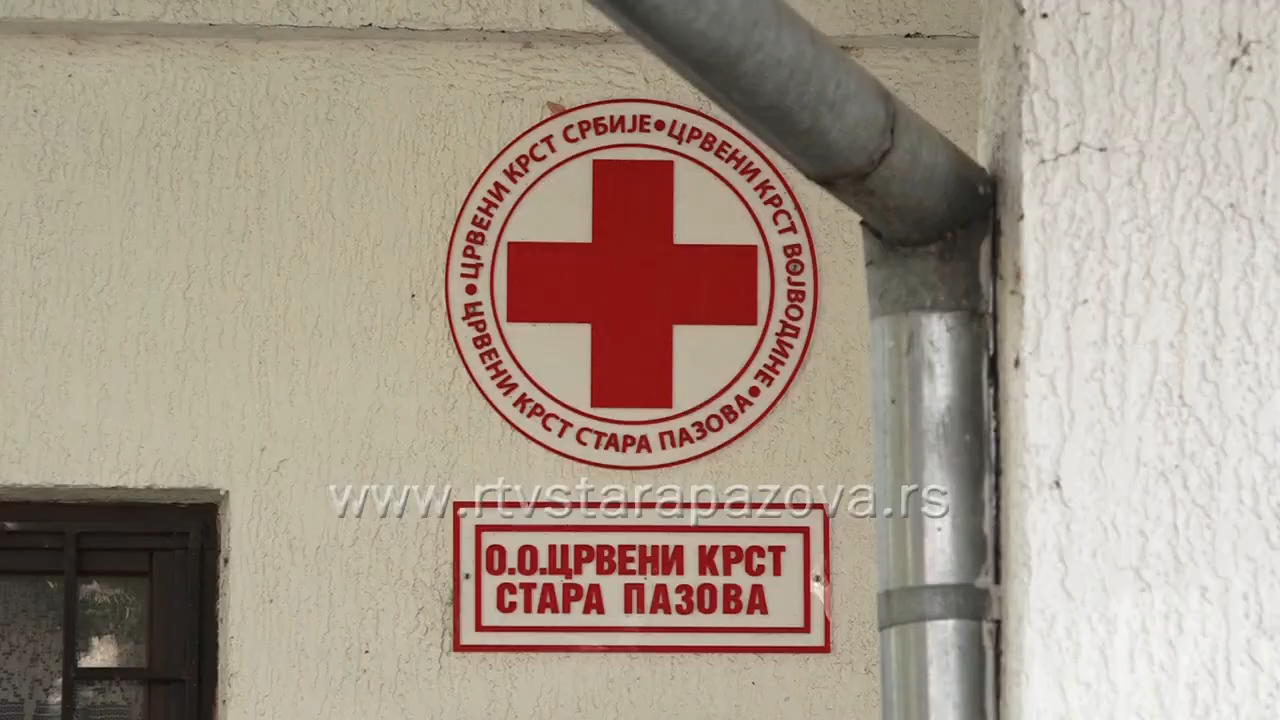 ЦРВЕНИ КРСТ СРБИЈЕ • ЦРВЕНИ КРСТ ВОЈВОДИНЕ •
ЦРВЕНИ КРСТ СТАРА ПАЗОВА •
www.rtvstarapazova.rs
О.О.ЦРВЕНИ КРСТ
СТАРА ПАЗОВА